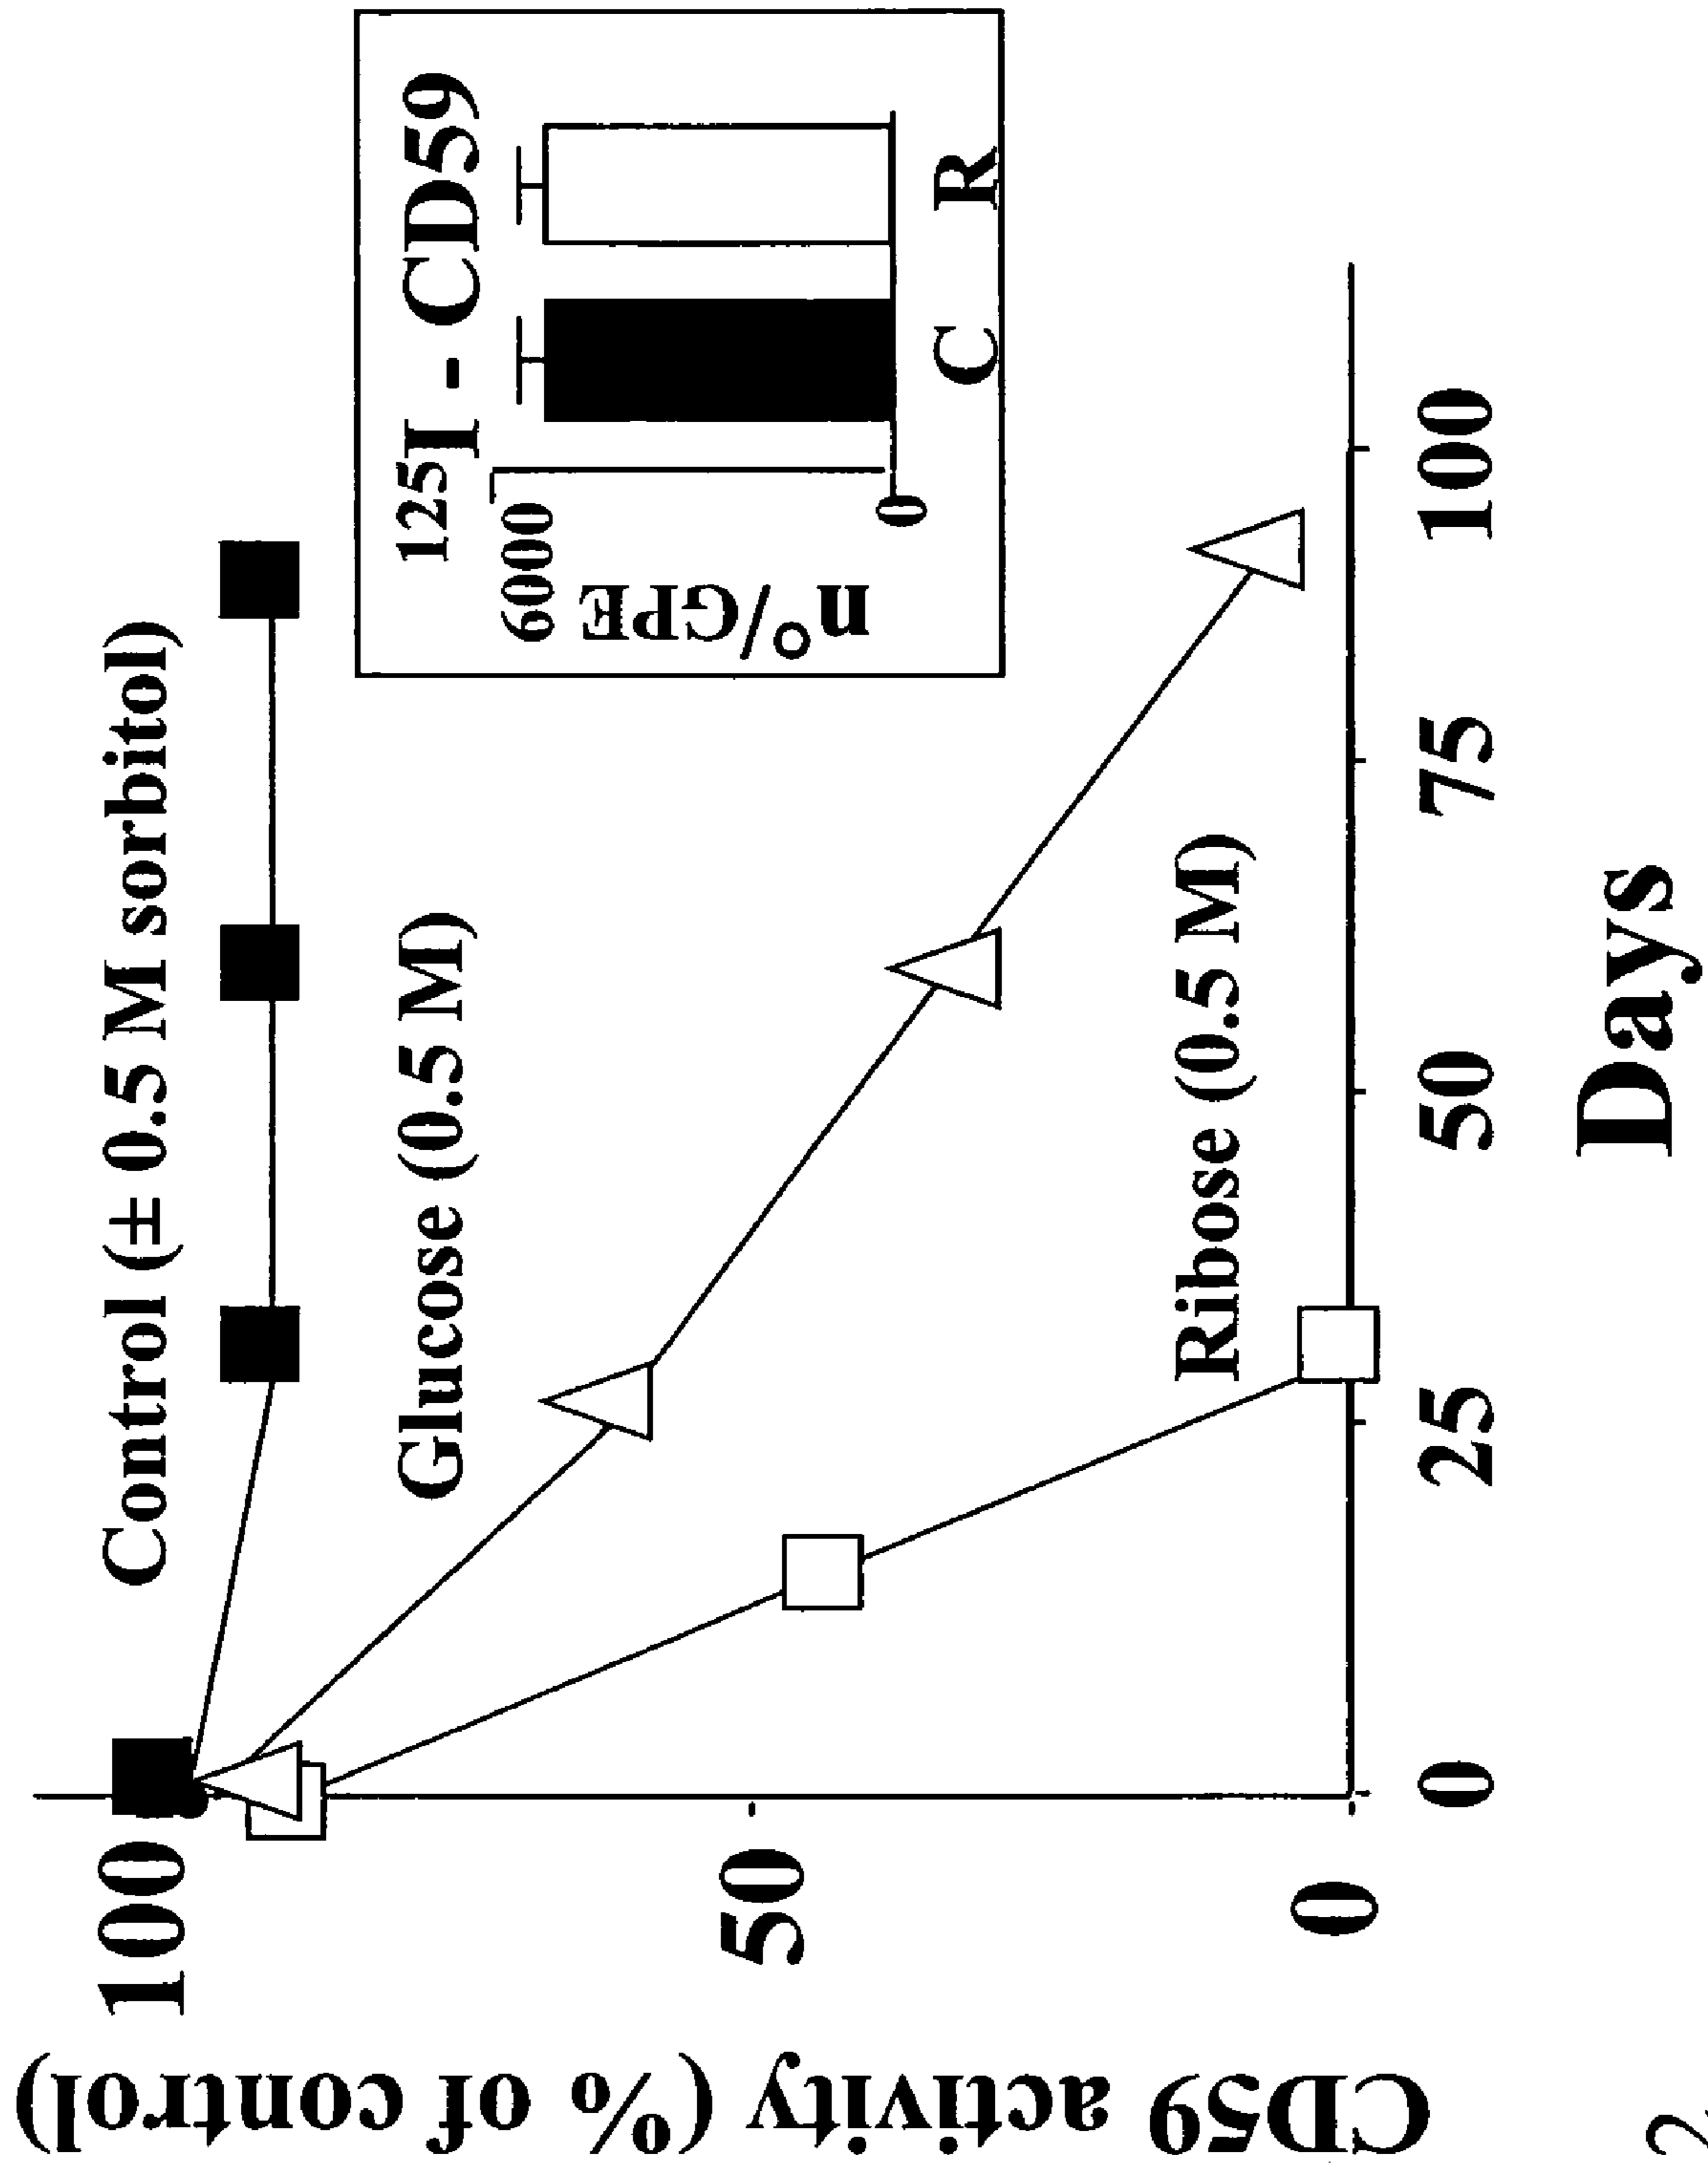 CD59 activity (% of control)
100
50
0
Control (± 0.5 M sorbitol)
Glucose (0.5 M)
Ribose (0.5 M)
125I - CD59
6000
0
n°/GPE
C R
0 25 50 75 100
Days
2